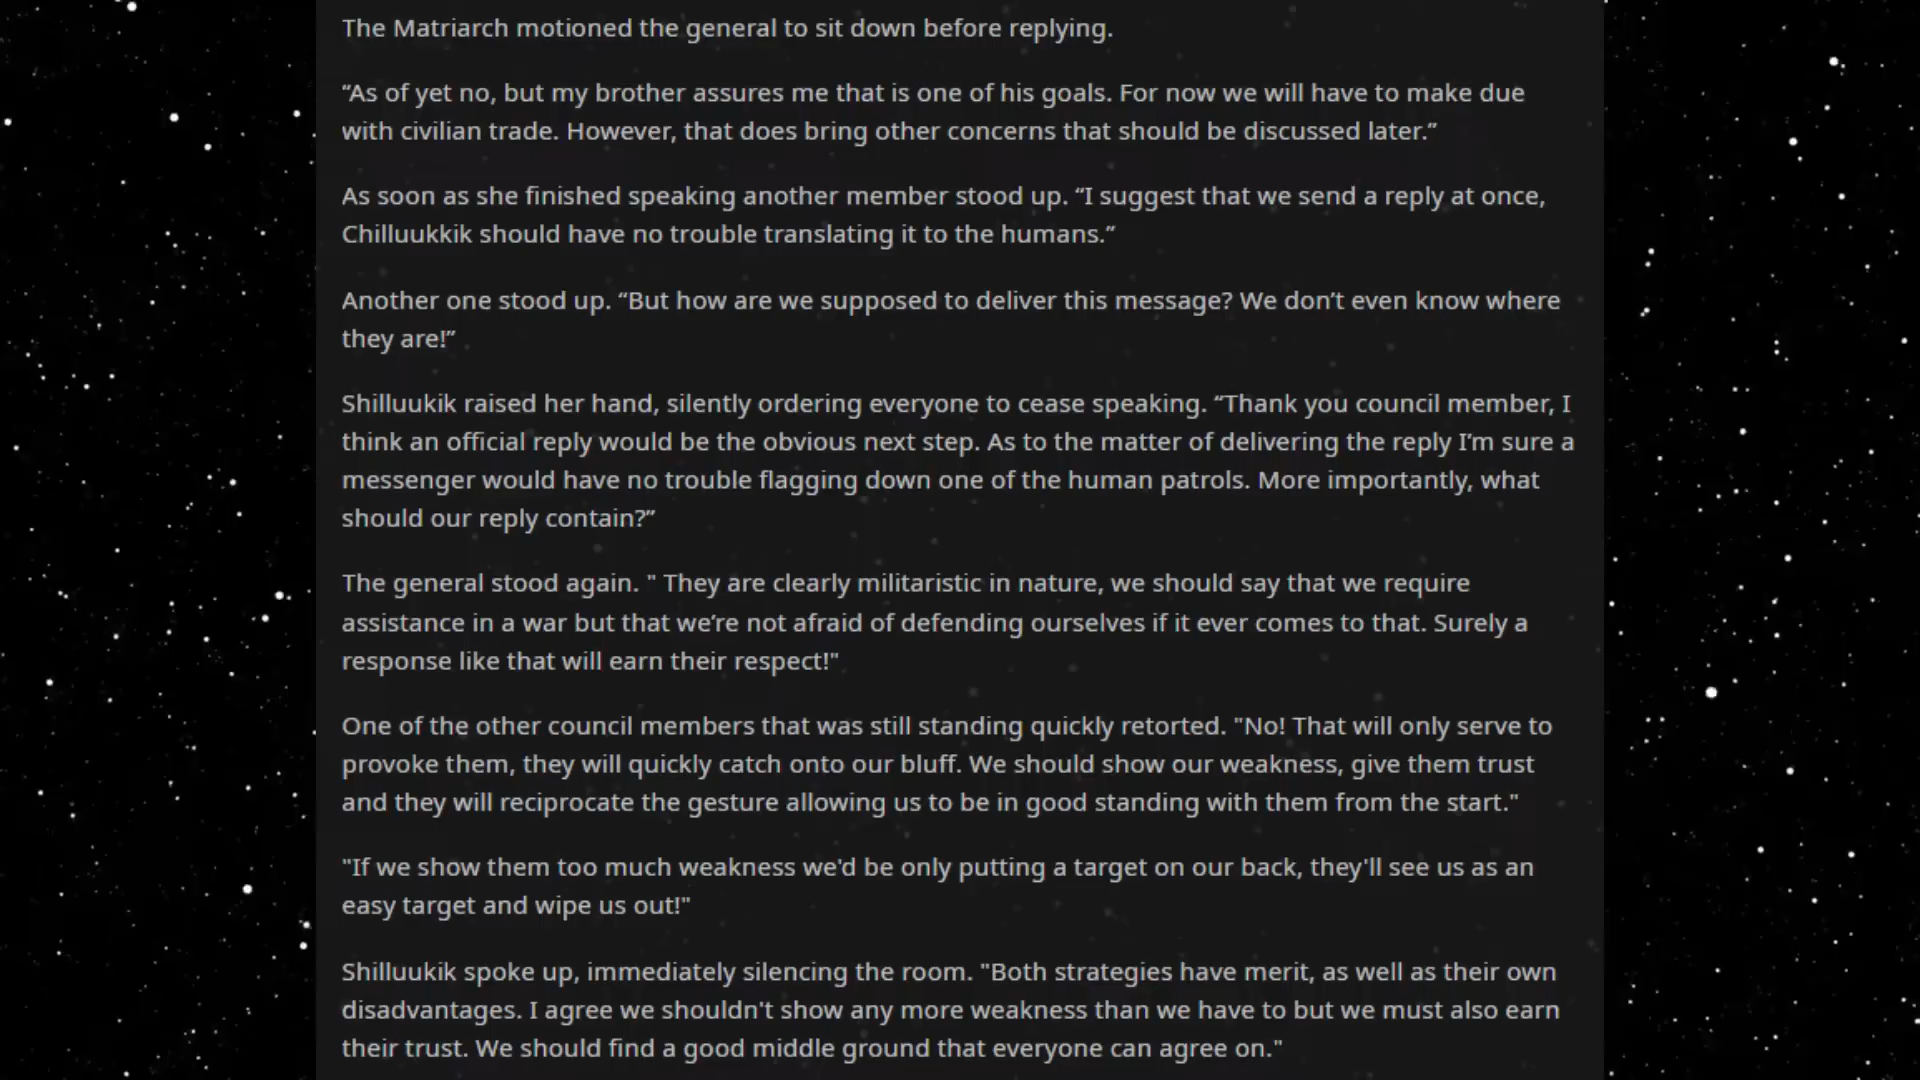 The Matriarch motioned the general to sit down before replying.
“As of yet no, but my brother assures me that is one of his goals. For now we will have to make due
with civilian trade. However, that does bring other concerns that should be discussed later.”
As soon as she finished speaking another member stood up. “I suggest that we send a reply at once,
Chilluukkik should have no trouble translating it to the humans.”
Another one stood up. “But how are we supposed to deliver this message? We don’t even know where
they are!”
Shilluukik raised her hand, silently ordering everyone to cease speaking. “Thank you council member, I
think an official reply would be the obvious next step. As to the matter of delivering the reply I’m sure a
messenger would have no trouble flagging down one of the human patrols. More importantly, what
should our reply contain?”
The general stood again. " They are clearly militaristic in nature, we should say that we require
assistance in a war but that we’re not afraid of defending ourselves if it ever comes to that. Surely a
response like that will earn their respect!"
One of the other council members that was still standing quickly retorted. "No! That will only serve to
provoke them, they will quickly catch onto our bluff. We should show our weakness, give them trust
and they will reciprocate the gesture allowing us to be in good standing with them from the start."
"If we show them too much weakness we'd be only putting a target on our back, they'll see us as an
easy target and wipe us out!"
Shilluukik spoke up, immediately silencing the room. "Both strategies have merit, as well as their own
disadvantages. I agree we shouldn't show any more weakness than we have to but we must also earn
their trust. We should find a good middle ground that everyone can agree on."